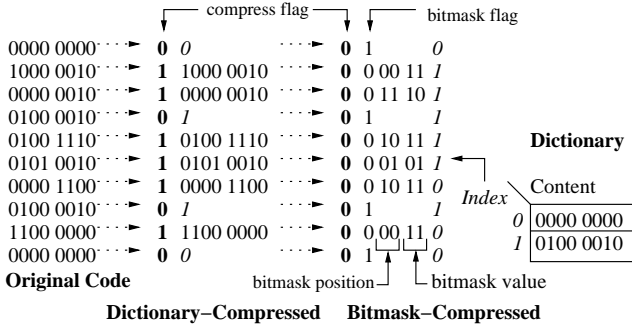 compress flag bitmask flag
0000 0000 0 0 0 1 0
1000 0010 1 1000 0010 0 0 00 11 1
0000 0010 1 0000 0010 0 0 11 10 1
0100 0010 0 1 0 1 1
0100 1110 1 0100 1110 0 0 10 11 1
Dictionary
0101 0010 1 0101 0010 0 0 01 01 1
0000 1100 1 0000 1100 0 0 10 11 0
Index Content
0100 0010 0 1 0 1 1
0 0000 0000
1100 0000 1 1100 0000 0 0 00 11 0
1 0100 0010
0000 0000 0 0 0 1 0
Original Code bitmask position bitmask value
Dictionary−Compressed Bitmask−Compressed